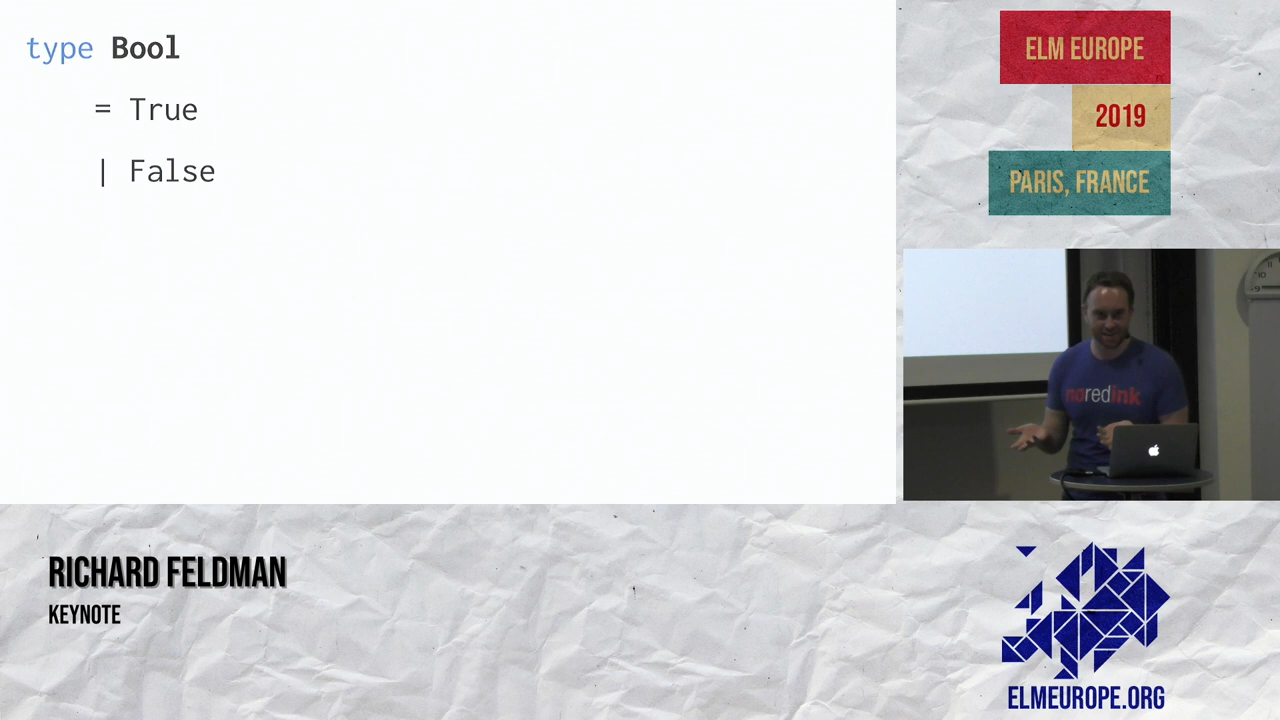 type Bool
= True
| False
ELM EUROPE
2019
PARIS, FRANCE
noredink
RICHARD FELDMAN
KEYNOTE
ELMEUROPE.ORG